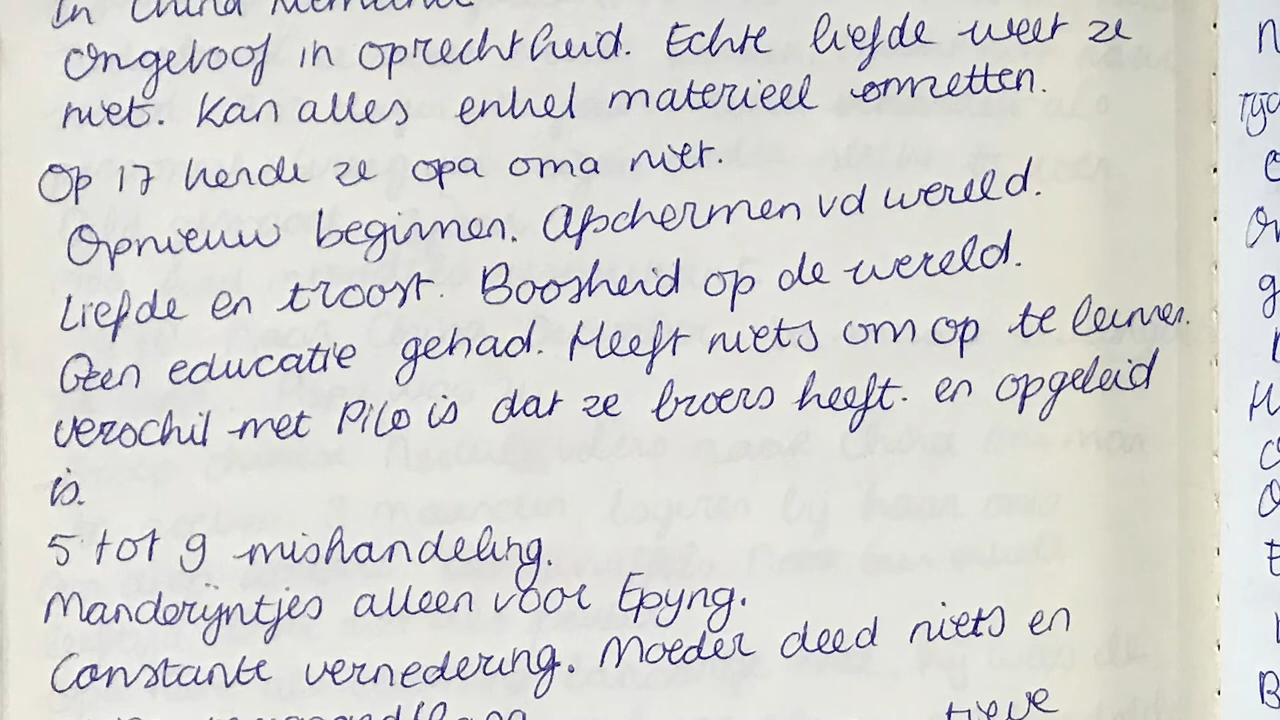 In China
Ongeloof in oprechtheid. Echte liefde weet ze
niet. Kan alles enkel materieel omzetten.
Op 17 kende ze opa oma niet.
Opnieuw beginnen. Afschermen vd wereld.
Liefde en troost. Boosheid op de wereld.
Geen educatie gehad. Heeft niets om op te leunen.
verschil met Pilo is dat ze broers heeft. en opgeleid
is.
5 tot 9 mishandeling.
Manderijntjes alleen voor Epyng.
Constante vernedering. Moeder deed niets en